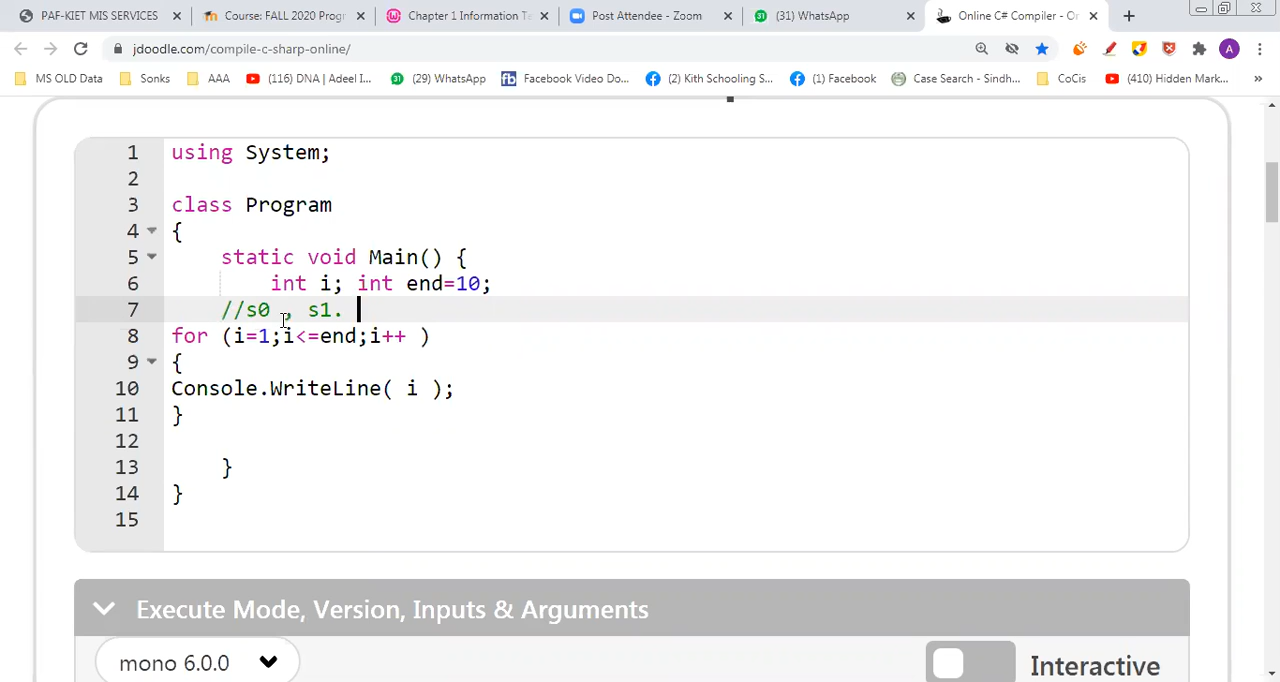 PAF-KIET MIS SERVICES
Course: FALL 2020 Progr
Chapter 1 Information T
Post Attendee - Zoom
(31) WhatsApp
Online C# Compiler - Or
jdoodle.com/compile-c-sharp-online/
MS OLD Data
Sonks
AAA
(116) DNA | Adeel I...
(29) WhatsApp
Facebook Video Do...
(2) Kith Schooling S...
(1) Facebook
Case Search - Sindh...
CoCis
(410) Hidden Mark...
»
A
1 using System;
2
3 class Program
4 {
5 static void Main() {
6 int i; int end=10;
7 //s0 , s1.
8 for (i=1;i<=end;i++ )
9 {
10 Console.WriteLine( i );
11 }
12
13 }
14 }
15
Execute Mode, Version, Inputs & Arguments
mono 6.0.0
Interactive